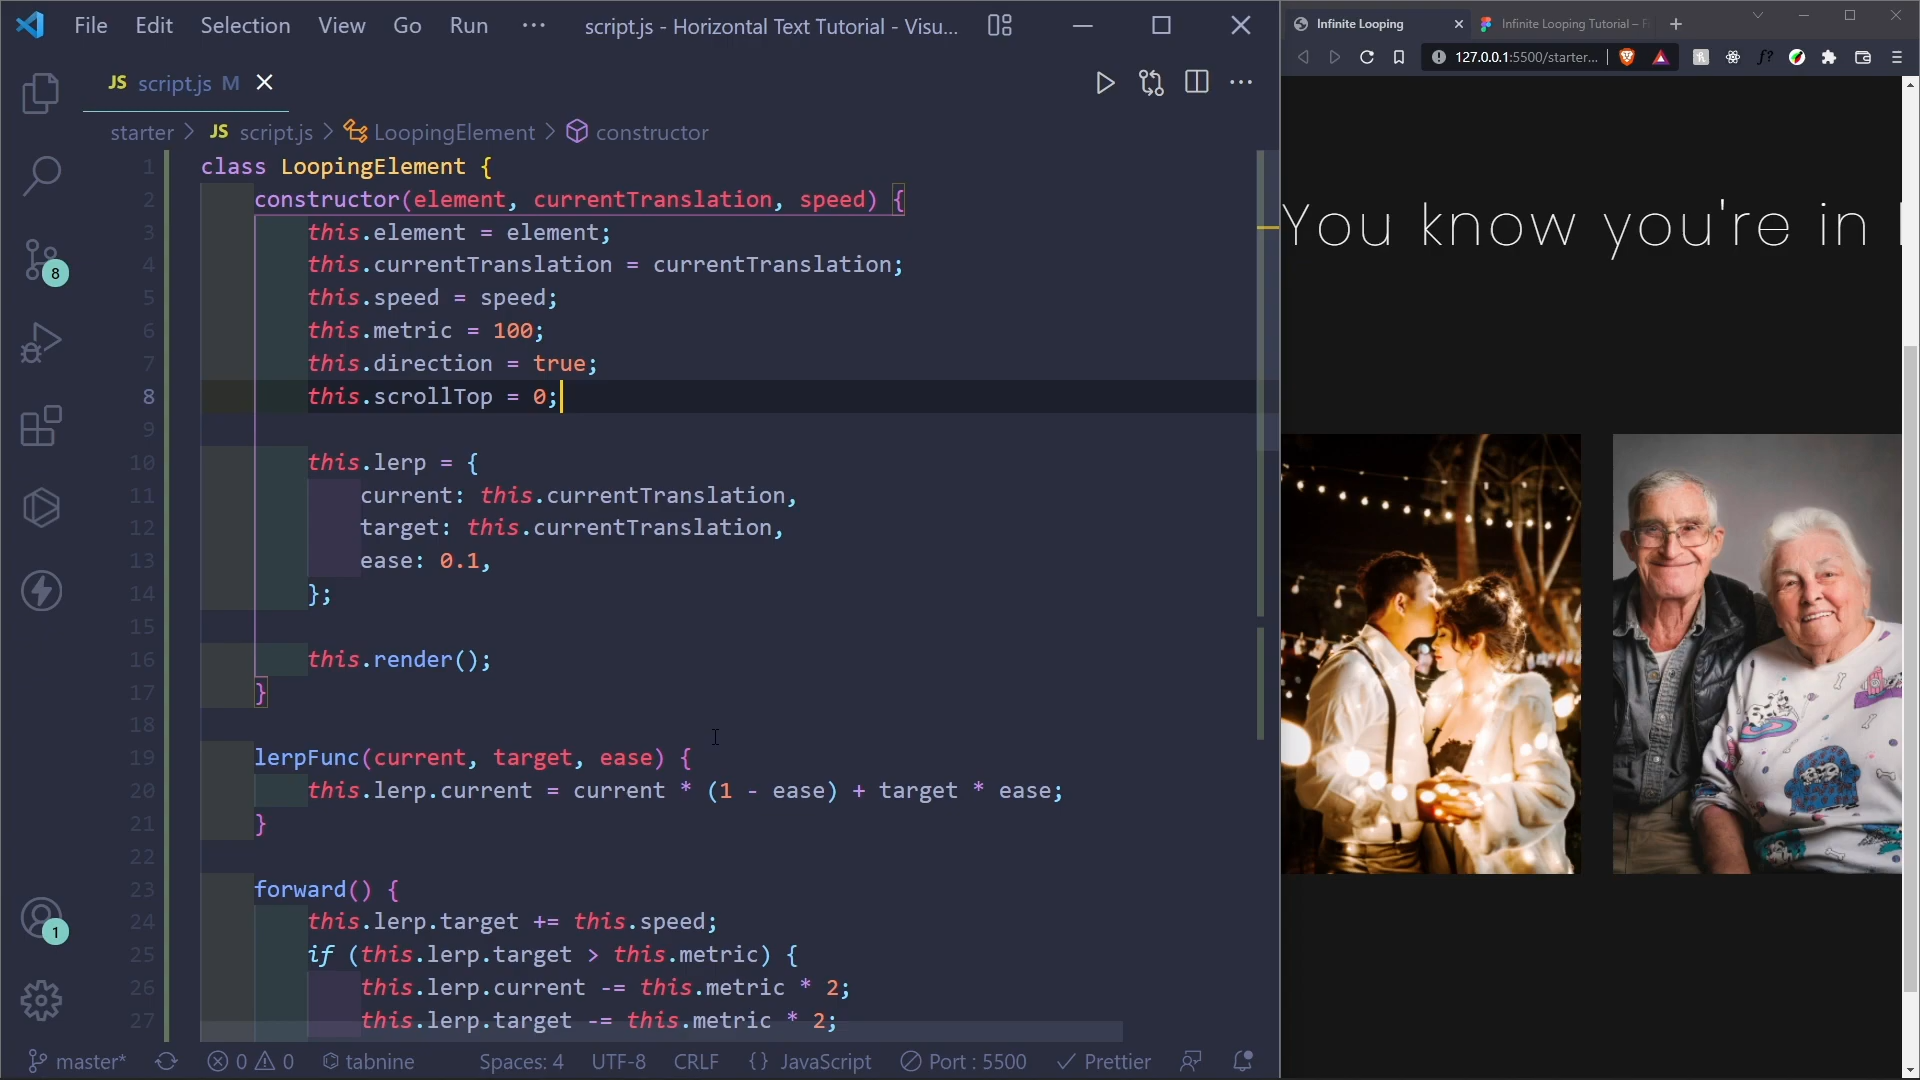 File Edit Selection View Go Run ··· script.js - Horizontal Text Tutorial - Visu...
JS script.js M
starter > JS script.js > LoopingElement > constructor
1 class LoopingElement {
2 constructor(element, currentTranslation, speed) {
3 this.element = element;
4 this.currentTranslation = currentTranslation;
5 this.speed = speed;
6 this.metric = 100;
7 this.direction = true;
8 this.scrollTop = 0;
9
10 this.lerp = {
11 current: this.currentTranslation,
12 target: this.currentTranslation,
13 ease: 0.1,
14 };
15
16 this.render();
17 }
18
19 lerpFunc(current, target, ease) {
20 this.lerp.current = current * (1 - ease) + target * ease;
21 }
22
23 forward() {
24 this.lerp.target += this.speed;
25 if (this.lerp.target > this.metric) {
26 this.lerp.current -= this.metric * 2;
27 this.lerp.target -= this.metric * 2;
8
1
master* 0 0 tabnine Spaces: 4 UTF-8 CRLF {} JavaScript Port : 5500 Prettier
Infinite Looping Infinite Looping Tutorial –
127.0.0.1:5500/starter...
You know you're in